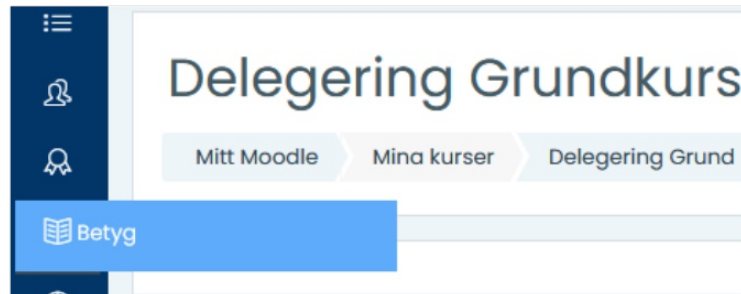 Delegering Grundkurs
Mitt Moodle Mina kurser Delegering Grund
Betyg